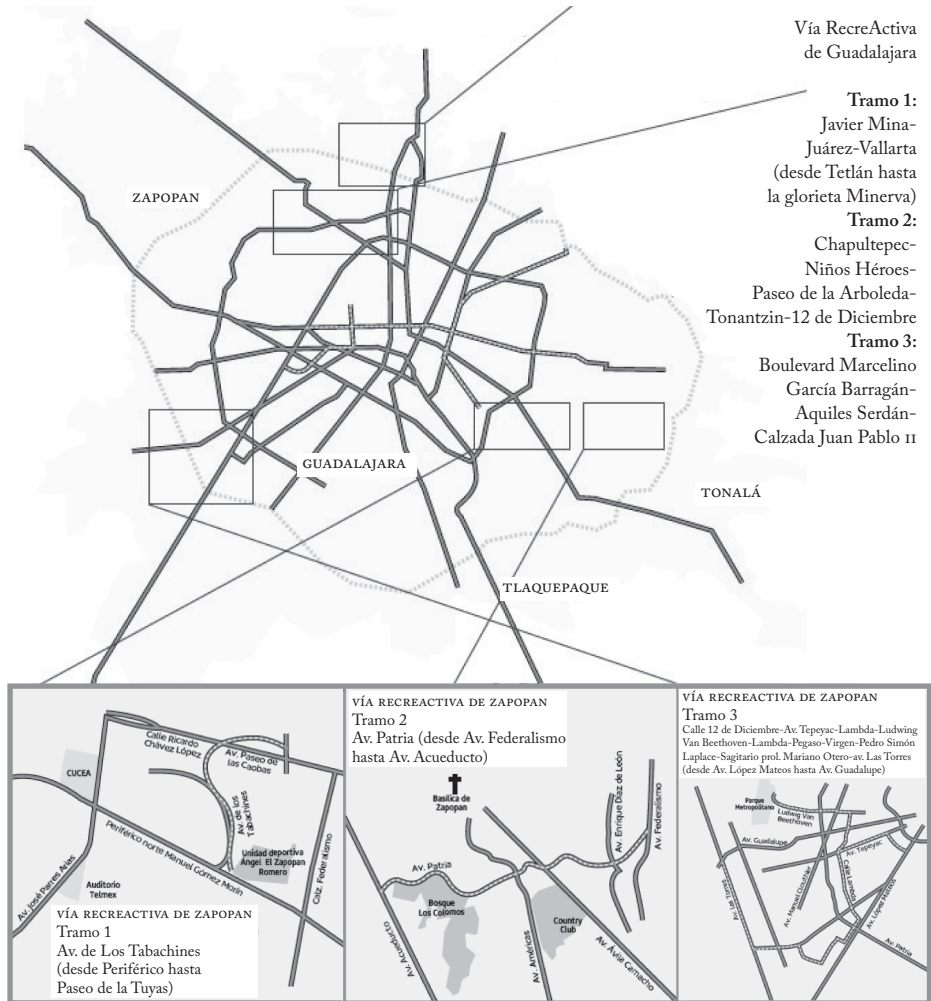 Vía RecreActiva
de Guadalajara
Tramo 1:
Javier Mina-
Juárez-Vallarta
(desde Tetlán hasta
la glorieta Minerva)
Tramo 2:
Chapultepec-
Niños Héroes-
Paseo de la Arboleda-
Tonantzin-12 de Diciembre
Tramo 3:
Boulevard Marcelino
García Barragán-
Aquiles Serdán-
Calzada Juan Pablo II
ZAPOPAN
GUADALAJARA
TONALÁ
TLAQUEPAQUE
Calle Ricardo
Chávez López
Av. Paseo de
las Caobas
CUCEA
Av. de los
Tabachines
Periférico norte Manuel Gómez Morín
Unidad deportiva
Ángel El Zapopan
Romero
Calz. Federalismo
Av. José Parres Arias
Auditorio
Telmex
VÍA RECREACTIVA DE ZAPOPAN
Tramo 1
Av. de Los Tabachines
(desde Periférico hasta
Paseo de la Tuyas)
VÍA RECREACTIVA DE ZAPOPAN
Tramo 2
Av. Patria (desde Av. Federalismo
hasta Av. Acueducto)
Basílica de
Zapopan
Av. Enrique Díaz de León
Av. Federalismo
Av. Patria
Bosque
Los Colomos
Country
Club
Av. Acueducto
Av. Américas
Av. Ávila Camacho
VÍA RECREACTIVA DE ZAPOPAN
Tramo 3
Calle 12 de Diciembre-Av. Tepeyac-Lambda-Ludwing
Van Beethoven-Lambda-Pegaso-Virgen-Pedro Simón
Laplace-Sagitario prol. Mariano Otero-av. Las Torres
(desde Av. López Mateos hasta Av. Guadalupe)
Parque
Metropolitano
Ludwing Van
Beethoven
Av. Guadalupe
Av. Tepeyac
Av. Las Torres
Av. Manuel Clouthier
Calle Lambda
Av. López Mateos
Av. Patria